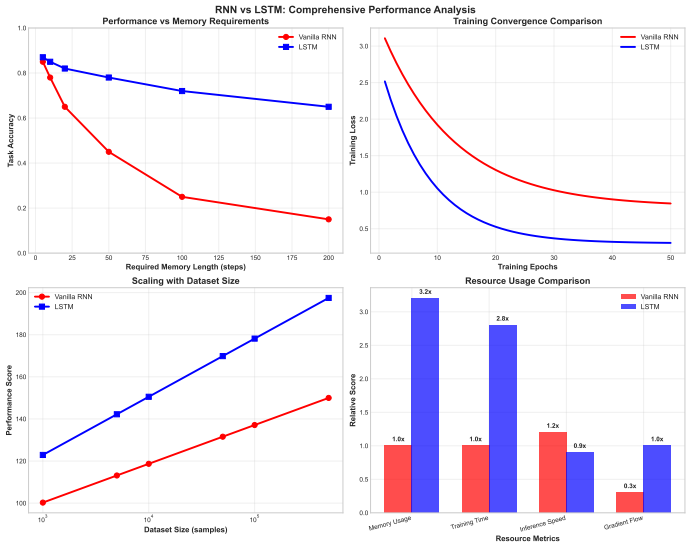 RNN vs LSTM: Comprehensive Performance Analysis
Performance vs Memory Requirements
Task Accuracy
1.0
0.8
0.6
0.4
0.2
0.0
0 25 50 75 100 125 150 175 200
Required Memory Length (steps)
Vanilla RNN
LSTM
Training Convergence Comparison
Training Loss
3.0
2.5
2.0
1.5
1.0
0.5
0 10 20 30 40 50
Training Epochs
Vanilla RNN
LSTM
Scaling with Dataset Size
Vanilla RNN
LSTM
Performance Score
200
180
160
140
120
100
10³ 10⁴ 10⁵
Dataset Size (samples)
Resource Usage Comparison
Vanilla RNN
LSTM
Relative Score
3.0
2.5
2.0
1.5
1.0
0.5
0.0
1.0x 3.2x 1.0x 2.8x 1.2x 0.9x 0.3x 1.0x
Memory Usage Training Time Inference Speed Gradient Flow
Resource Metrics